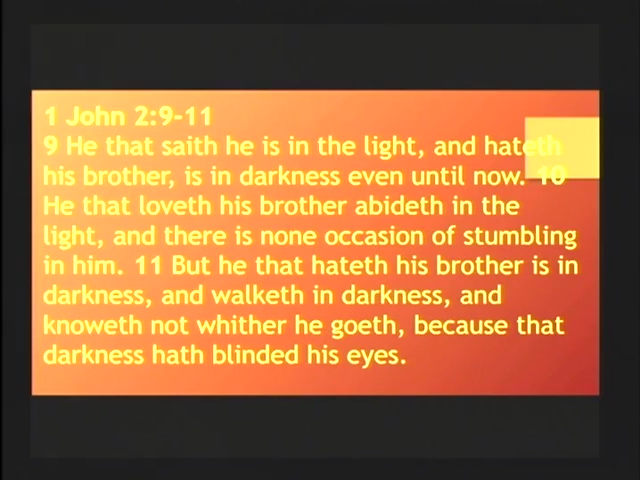 1 John 2:9-11
9 He that saith he is in the light, and hateth
his brother, is in darkness even until now. 10
He that loveth his brother abideth in the
light, and there is none occasion of stumbling
in him. 11 But he that hateth his brother is in
darkness, and walketh in darkness, and
knoweth not whither he goeth, because that
darkness hath blinded his eyes.